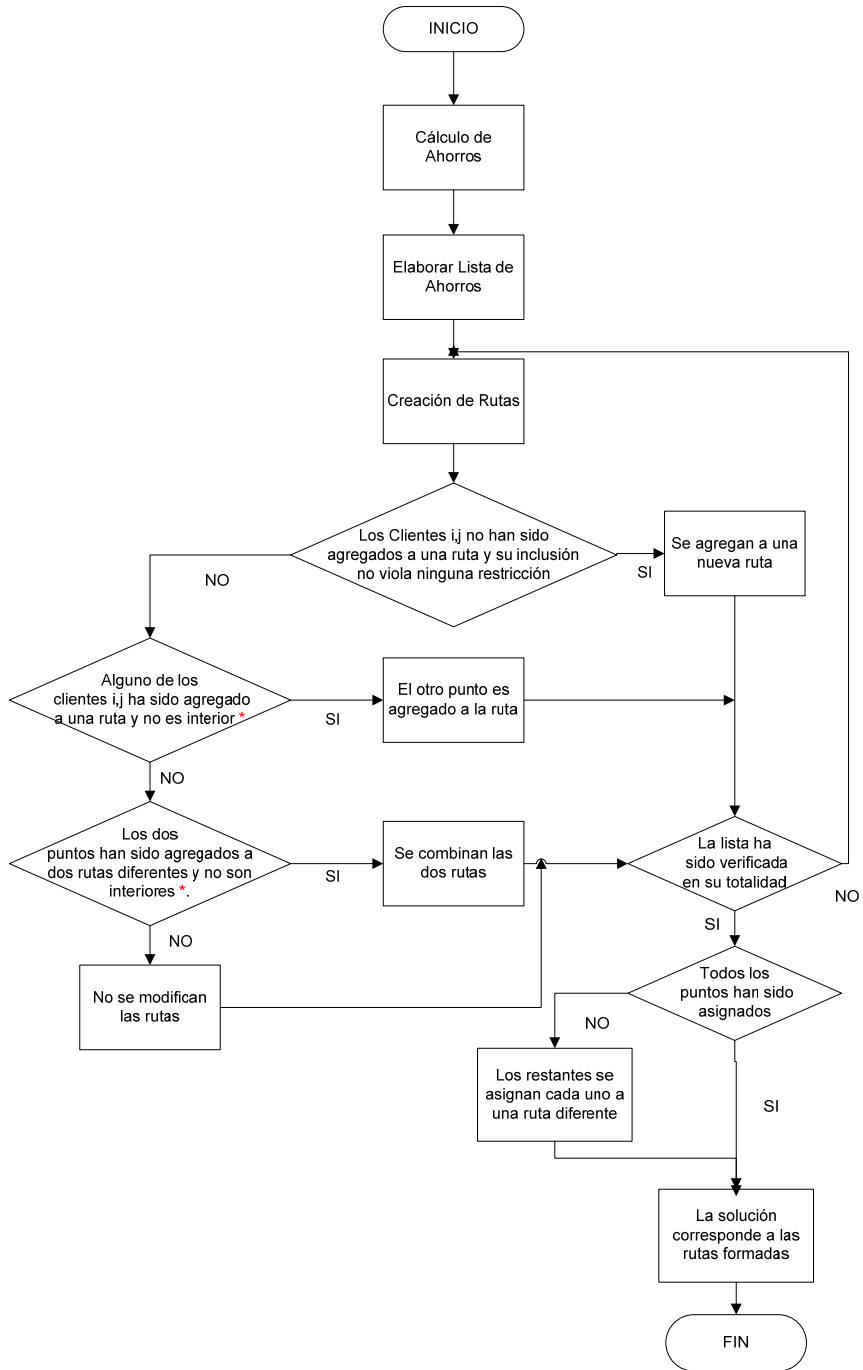 INICIO
Cálculo de
Ahorros
Elaborar Lista de
Ahorros
Creación de Rutas
Los Clientes i,j no han sido
agregados a una ruta y su inclusión
no viola ninguna restricción
SI
Se agregan a una
nueva ruta
NO
Alguno de los
clientes i,j ha sido agregado
a una ruta y no es interior *
SI
El otro punto es
agregado a la ruta
NO
Los dos
puntos han sido agregados a
dos rutas diferentes y no son
interiores *.
SI
Se combinan las
dos rutas
La lista ha
sido verificada
en su totalidad
NO
SI
NO
No se modifican
las rutas
Todos los
puntos han sido
asignados
NO
Los restantes se
asignan cada uno a
una ruta diferente
SI
La solución
corresponde a las
rutas formadas
FIN